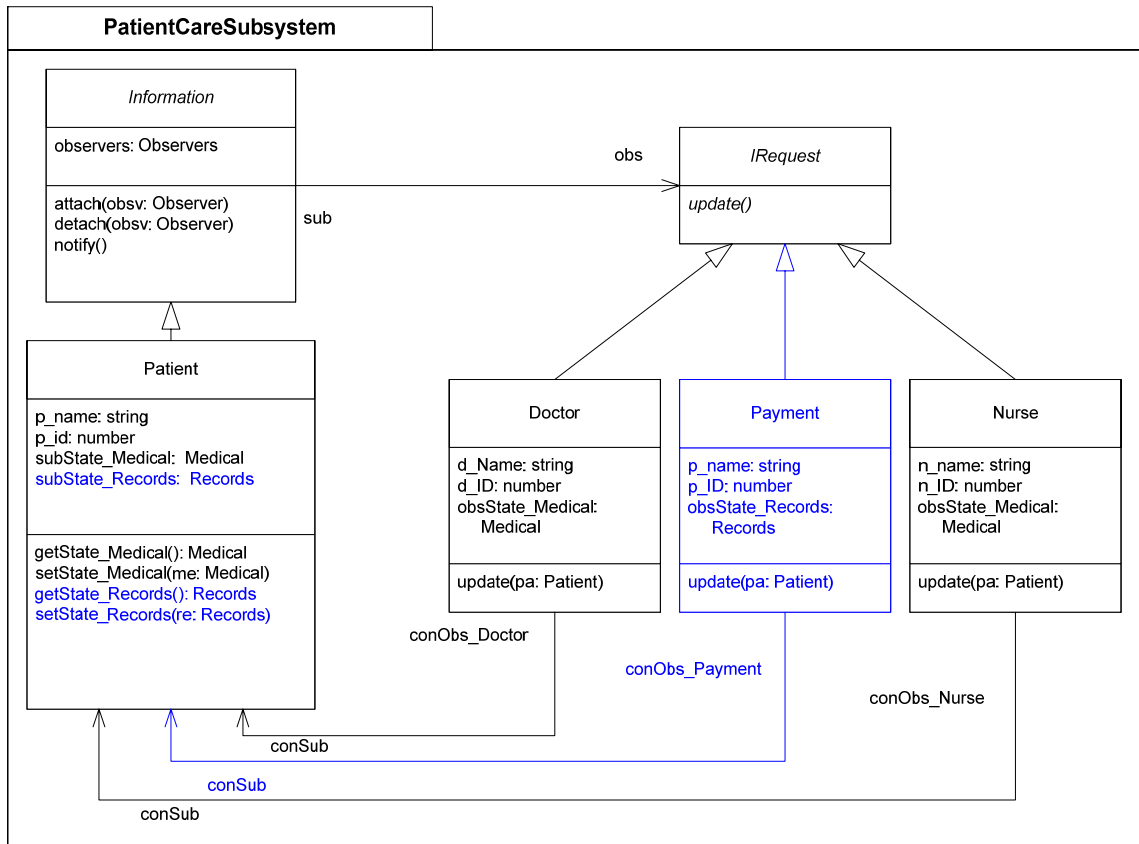 PatientCareSubsystem
Information
observers: Observers
attach(obsv: Observer)
detach(obsv: Observer)
notify()
sub
obs
IRequest
update()
Patient
p_name: string
p_id: number
subState_Medical:  Medical
subState_Records:  Records
getState_Medical(): Medical
setState_Medical(me: Medical)
getState_Records(): Records
setState_Records(re: Records)
Doctor
d_Name: string
d_ID: number
obsState_Medical:
Medical
update(pa: Patient)
Payment
p_name: string
p_ID: number
obsState_Records:
Records
update(pa: Patient)
Nurse
n_name: string
n_ID: number
obsState_Medical:
Medical
update(pa: Patient)
conObs_Doctor
conObs_Payment
conObs_Nurse
conSub
conSub
conSub